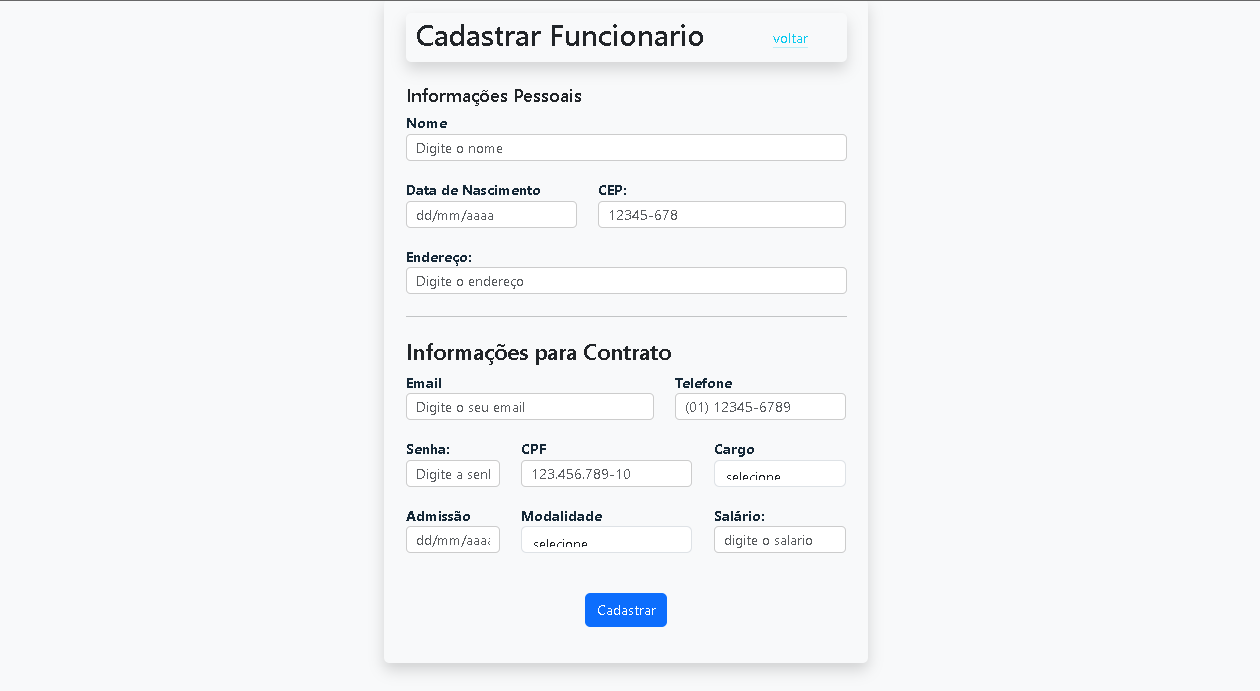 Cadastrar Funcionario voltar
Informações Pessoais
Nome
Digite o nome
Data de Nascimento CEP:
dd/mm/aaaa 12345-678
Endereço:
Digite o endereço
Informações para Contrato
Email Telefone
Digite o seu email (01) 12345-6789
Senha: CPF Cargo
Digite a senl 123.456.789-10 selecione
Admissão Modalidade Salário:
dd/mm/aaaa selecione digite o salario
Cadastrar